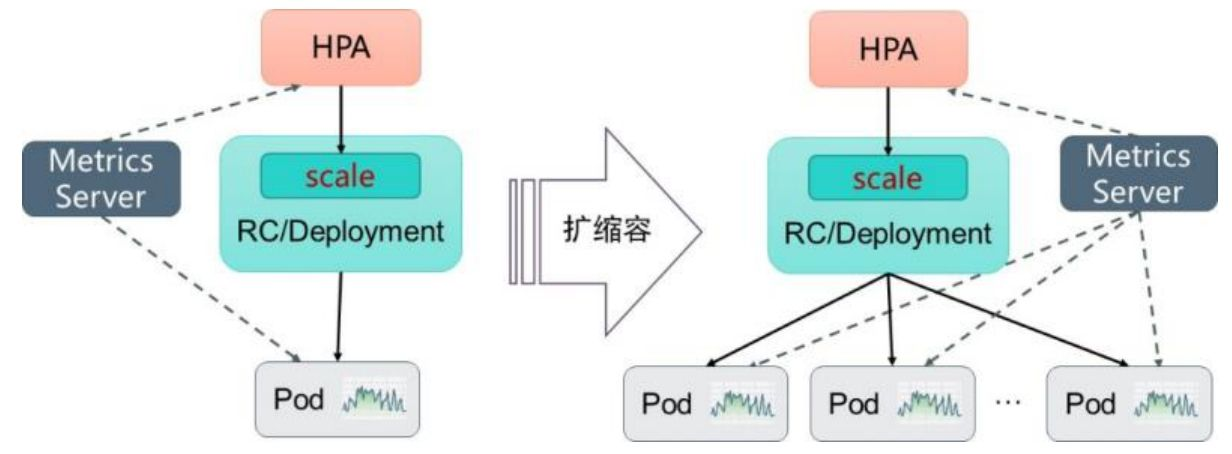 HPA
Metrics
Server
scale
RC/Deployment
Pod
扩缩容
HPA
Metrics
Server
scale
RC/Deployment
Pod
Pod
...
Pod